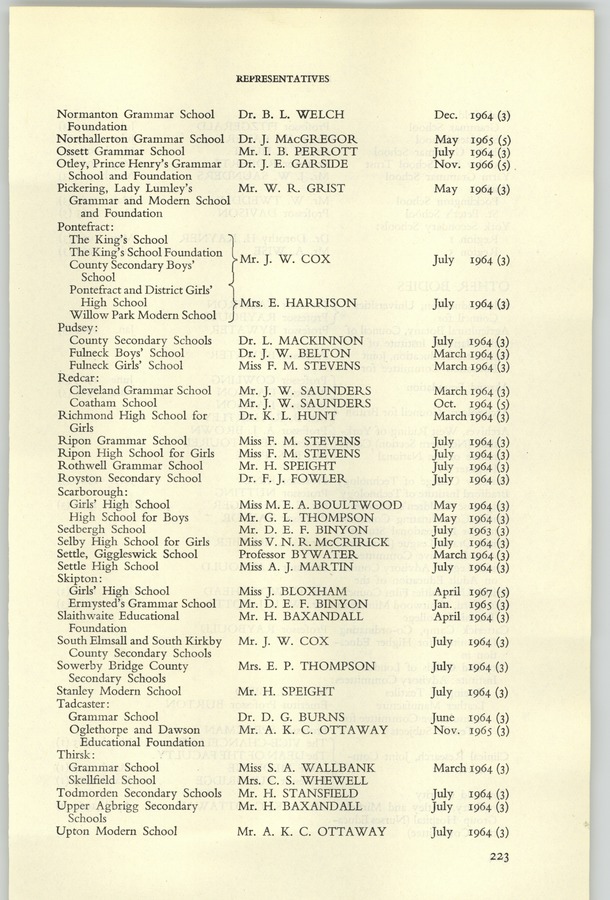 REPRESENTATIVES
Normanton Grammar School Dr. B. L. WELCH Dec. 1964 (3)
Foundation
Northallerton Grammar School Dr. J. MACGREGOR May 1965 (5)
Ossett Grammar School Mr. I. B. PERROTT July 1964 (3)
Otley, Prince Henry's Grammar Dr. J. E. GARSIDE Nov. 1966 (5)
School and Foundation
Pickering, Lady Lumley's Mr. W. R. GRIST May 1964 (3)
Grammar and Modern School
and Foundation
Pontefract:
The King's School
The King's School Foundation
Mr. J. W. COX July 1964 (3)
County Secondary Boys'
School
Pontefract and District Girls'
High School Mrs. E. HARRISON July 1964 (3)
Willow Park Modern School
Pudsey:
County Secondary Schools Dr. L. MACKINNON July 1964 (3)
Fulneck Boys' School Dr. J. W. BELTON March 1964 (3)
Fulneck Girls' School Miss F. M. STEVENS March 1964 (3)
Redcar:
Cleveland Grammar School Mr. J. W. SAUNDERS March 1964 (3)
Coatham School Mr. J. W. SAUNDERS Oct. 1964 (5)
Richmond High School for Dr. K. L. HUNT March 1964 (3)
Girls
Ripon Grammar School Miss F. M. STEVENS July 1964 (3)
Ripon High School for Girls Miss F. M. STEVENS July 1964 (3)
Rothwell Grammar School Mr. H. SPEIGHT July 1964 (3)
Royston Secondary School Dr. F. J. FOWLER July 1964 (3)
Scarborough:
Girls' High School Miss M. E. A. BOULTWOOD May 1964 (3)
High School for Boys Mr. G. L. THOMPSON May 1964 (3)
Sedbergh School Mr. D. E. F. BINYON July 1963 (3)
Selby High School for Girls Miss V. N. R. McCRIRICK July 1964 (3)
Settle, Giggleswick School Professor BYWATER March 1964 (3)
Settle High School Miss A. J. MARTIN July 1964 (3)
Skipton:
Girls' High School Miss J. BLOXHAM April 1967 (5)
Ermysted's Grammar School Mr. D. E. F. BINYON Jan. 1965 (3)
Slaithwaite Educational Mr. H. BAXANDALL April 1964 (3)
Foundation
South Elmsall and South Kirkby Mr. J. W. COX July 1964 (3)
County Secondary Schools
Sowerby Bridge County Mrs. E. P. THOMPSON July 1964 (3)
Secondary Schools
Stanley Modern School Mr. H. SPEIGHT July 1964 (3)
Tadcaster:
Grammar School Dr. D. G. BURNS June 1964 (3)
Oglethorpe and Dawson Mr. A. K. C. OTTAWAY Nov. 1965 (3)
Educational Foundation
Thirsk:
Grammar School Miss S. A. WALLBANK March 1964 (3)
Skellfield School Mrs. C. S. WHEWELL
Todmorden Secondary Schools Mr. H. STANSFIELD July 1964 (3)
Upper Agbrigg Secondary Mr. H. BAXANDALL July 1964 (3)
Schools
Upton Modern School Mr. A. K. C. OTTAWAY July 1964 (3)
223